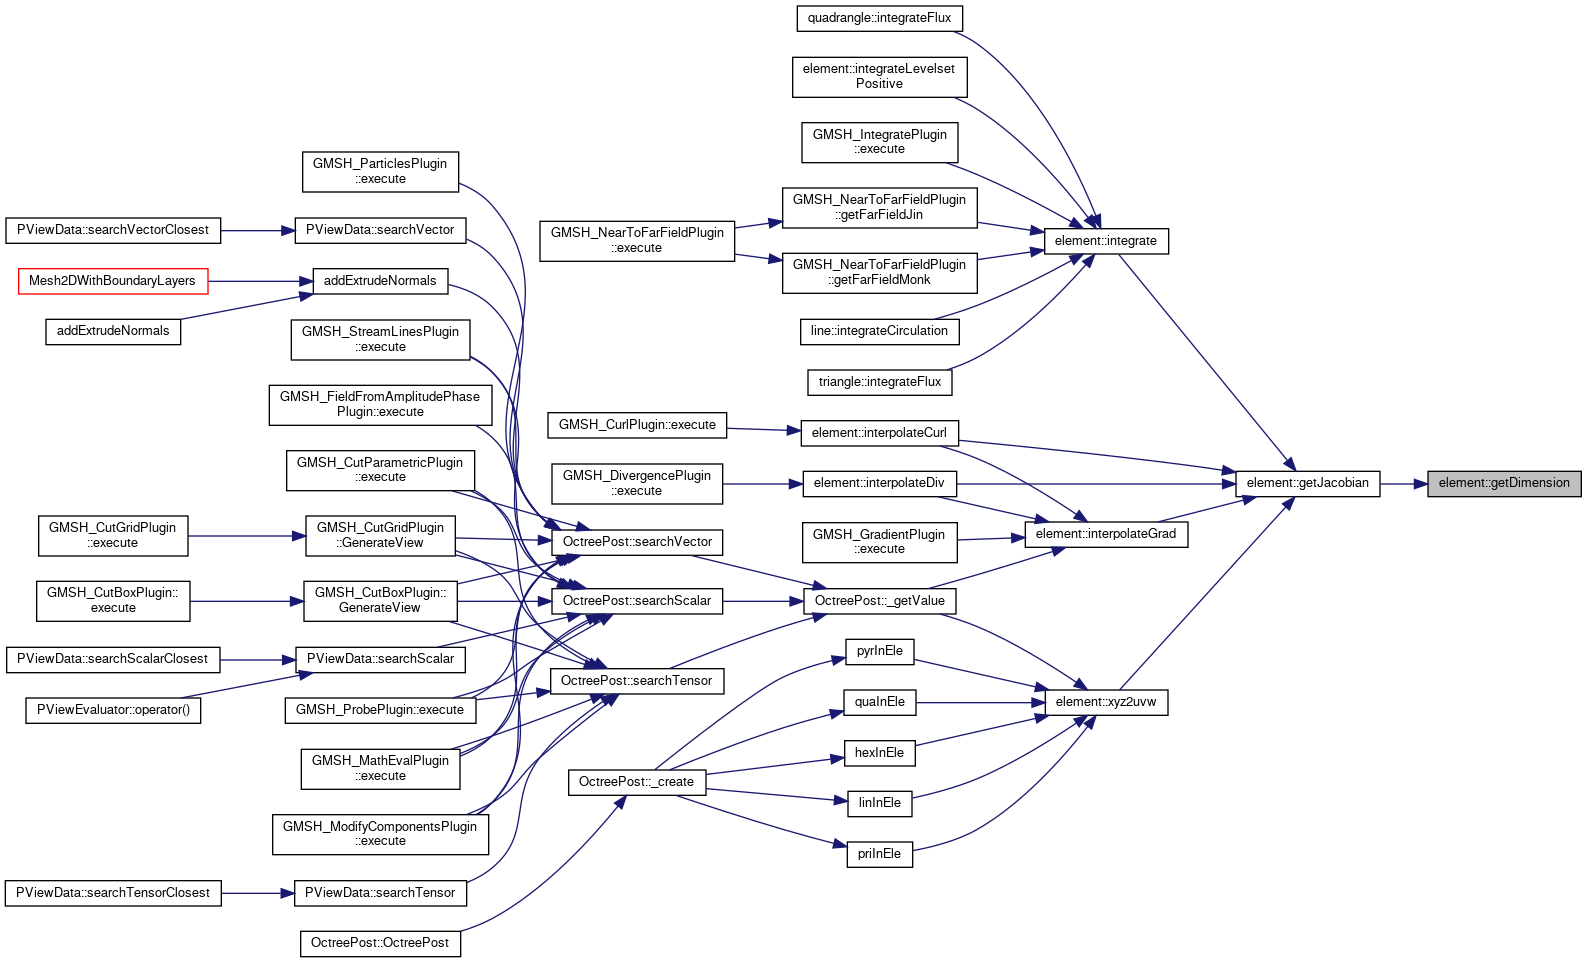 quadrangle::integrateFlux
element::integrateLevelset
Positive
GMSH_IntegratePlugin
::execute
GMSH_ParticlesPlugin
::execute
GMSH_NearToFarFieldPlugin
::getFarFieldJin
PViewData::searchVectorClosest
PViewData::searchVector
GMSH_NearToFarFieldPlugin
::execute
element::integrate
GMSH_NearToFarFieldPlugin
::getFarFieldMonk
Mesh2DWithBoundaryLayers
addExtrudeNormals
addExtrudeNormals
GMSH_StreamLinesPlugin
::execute
line::integrateCirculation
triangle::integrateFlux
GMSH_FieldFromAmplitudePhase
Plugin::execute
GMSH_CurlPlugin::execute
element::interpolateCurl
GMSH_CutParametricPlugin
::execute
GMSH_DivergencePlugin
::execute
element::interpolateDiv
element::getJacobian
element::getDimension
GMSH_CutGridPlugin
::execute
GMSH_CutGridPlugin
::GenerateView
OctreePost::searchVector
GMSH_GradientPlugin
::execute
element::interpolateGrad
GMSH_CutBoxPlugin::
execute
GMSH_CutBoxPlugin::
GenerateView
OctreePost::searchScalar
OctreePost::_getValue
PViewData::searchScalarClosest
PViewData::searchScalar
pyrInEle
OctreePost::searchTensor
PViewEvaluator::operator()
GMSH_ProbePlugin::execute
quaInEle
element::xyz2uvw
GMSH_MathEvalPlugin
::execute
hexInEle
OctreePost::_create
linInEle
GMSH_ModifyComponentsPlugin
::execute
priInEle
PViewData::searchTensorClosest
PViewData::searchTensor
OctreePost::OctreePost